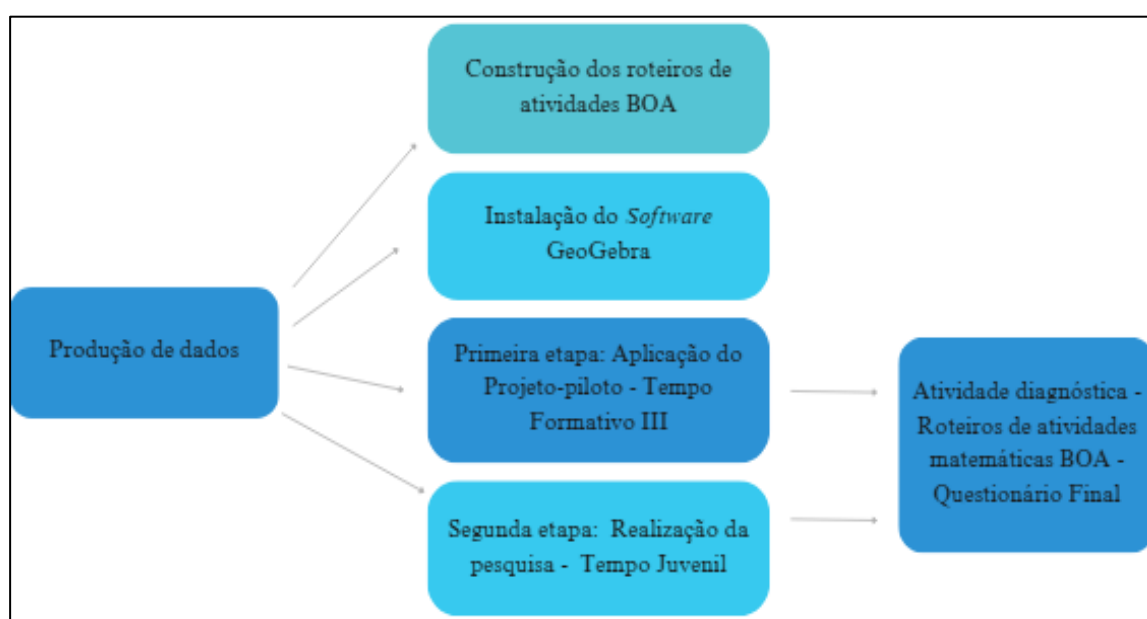 Construção dos roteiros de
atividades BOA
Instalação do Software
GeoGebra
Produção de dados
Primeira etapa: Aplicação do
Projeto-piloto - Tempo
Formativo III
Atividade diagnóstica -
Roteiros de atividades
matemáticas BOA -
Questionário Final
Segunda etapa: Realização da
pesquisa - Tempo Juvenil